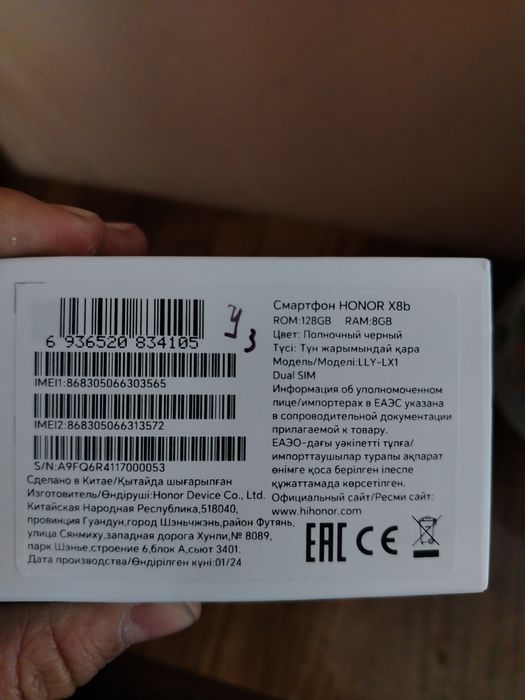 6 936520 834105
У
3
IMEI1:868305066303565
IMEI2:868305066313572
S/N:A9FQ6R4117000053
Сделано в Китае/Қытайда шығарылған
Изготовитель/Өндіруші:Honor Device Co., Ltd.
Китайская Народная Республика,518040,
провинция Гуандун,город Шэньчжэнь,район Футянь,
улица Сянмиху,западная дорога Хунли,№ 8089,
парк Шэнье.строение 6,блок А,сьют 3401.
Дата производства/Өндірілген күні:01/24
Смартфон HONOR X8b
ROM:128GB RAM:8GB
Цвет: Полночный черный
Түсі: Түн жарымындай қара
Модель/Моделі:LLY-LX1
Dual SIM
Информация об уполномоченном
лице/импортерах в ЕАЭС указана
в сопроводительной документации
прилагаемой к товару.
ЕАЭО-дағы уәкілетті тұлға/
импорттаушылар туралы ақпарат
өнімге қоса берілген ілеспе
құжаттамада көрсетілген.
Официальный сайт/Ресми сайт:
www.hihonor.com
EAC CE